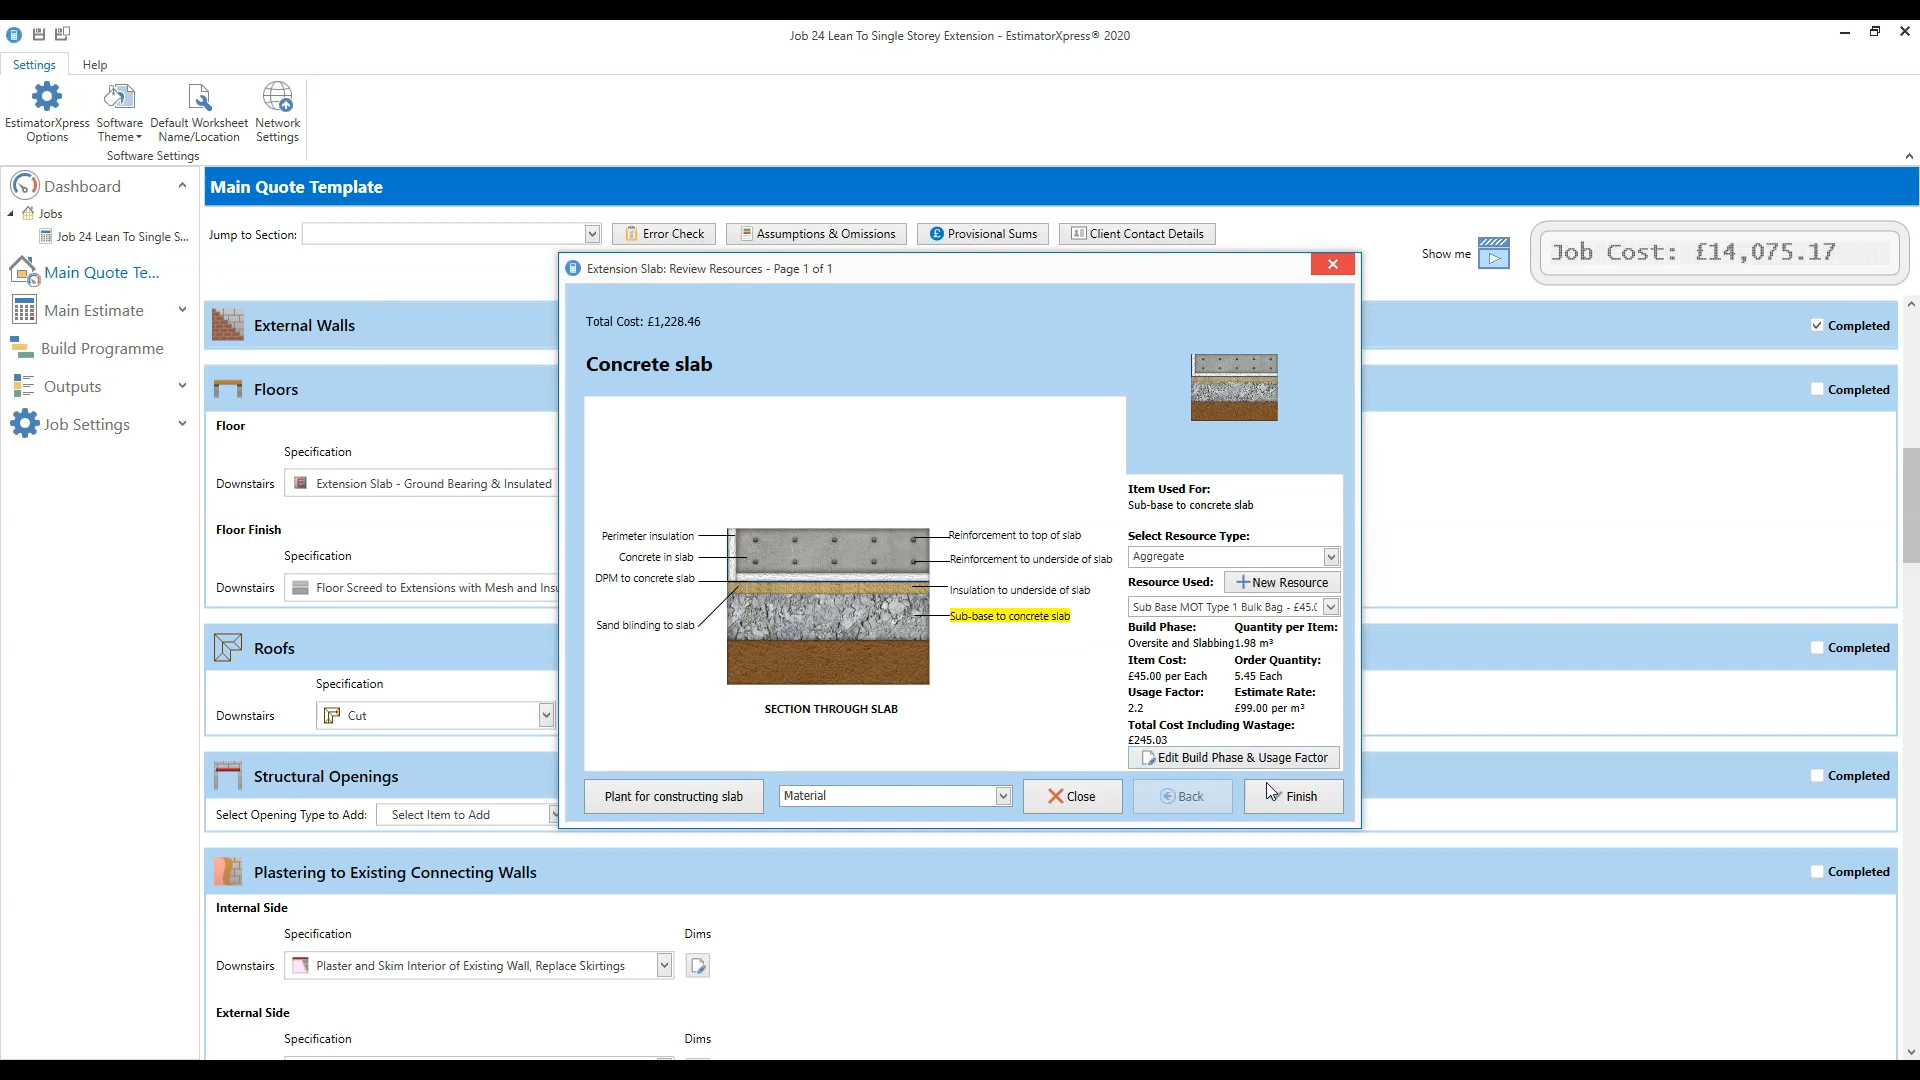 Job 24 Lean To Single Storey Extension - EstimatorXpress® 2020
Settings
Help
EstimatorXpress Options
Software Theme
Default Worksheet Name/Location
Network Settings
Software Settings
Dashboard
Jobs
Job 24 Lean To Single S...
Main Quote Te...
Main Estimate
Build Programme
Outputs
Job Settings
Main Quote Template
Jump to Section:
Error Check
Assumptions & Omissions
Provisional Sums
Client Contact Details
Show me
Job Cost: £14,075.17
External Walls
Completed
Floors
Completed
Floor
Specification
Downstairs
Extension Slab - Ground Bearing & Insulated
Floor Finish
Specification
Downstairs
Floor Screed to Extensions with Mesh and Insu
Roofs
Completed
Specification
Downstairs
Cut
Structural Openings
Completed
Select Opening Type to Add:
Select Item to Add
Plastering to Existing Connecting Walls
Completed
Internal Side
Specification
Dims
Downstairs
Plaster and Skim Interior of Existing Wall, Replace Skirtings
External Side
Specification
Dims
Extension Slab: Review Resources - Page 1 of 1
Total Cost: £1,228.46
Concrete slab
Perimeter insulation
Concrete in slab
DPM to concrete slab
Sand blinding to slab
Reinforcement to top of slab
Reinforcement to underside of slab
Insulation to underside of slab
Sub-base to concrete slab
SECTION THROUGH SLAB
Item Used For:
Sub-base to concrete slab
Select Resource Type:
Aggregate
Resource Used:
New Resource
Sub Base MOT Type 1 Bulk Bag - £45.(
Build Phase:
Quantity per Item:
Oversite and Slabbing
1.98 m³
Item Cost:
Order Quantity:
£45.00 per Each
5.45 Each
Usage Factor:
Estimate Rate:
2.2
£99.00 per m³
Total Cost Including Wastage:
£245.03
Edit Build Phase & Usage Factor
Plant for constructing slab
Material
Close
Back
Finish